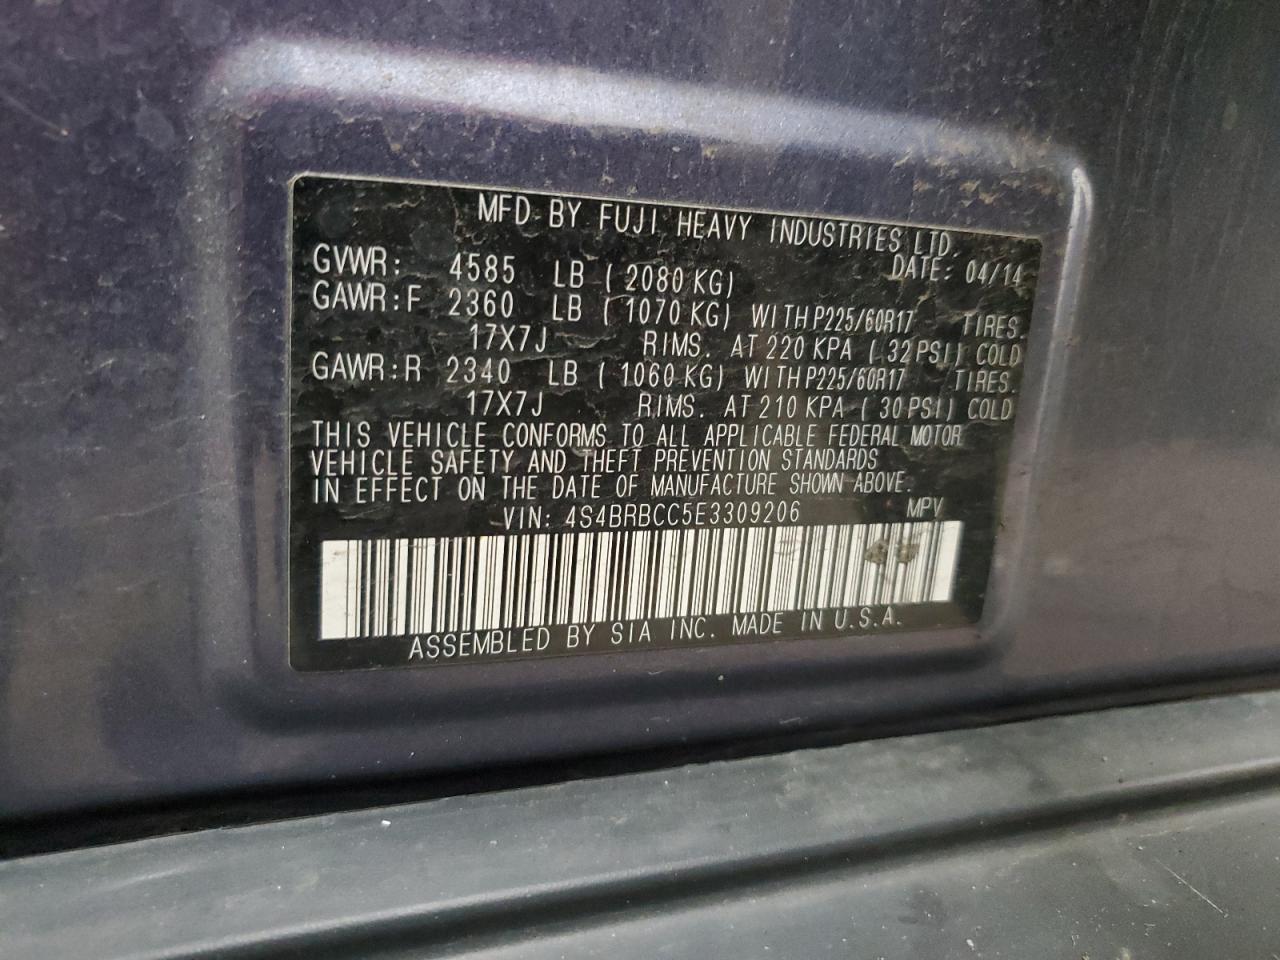 MFD BY FUJI HEAVY INDUSTRIES LTD.
DATE: 04/14
GVWR: 4585 LB ( 2080 KG)
GAWR:F 2360 LB ( 1070 KG) WITH P225/60R17 TIRES.
17X7J RIMS. AT 220 KPA ( 32PSI) COLD
GAWR:R 2340 LB ( 1060 KG) WITH P225/60R17 TIRES.
17X7J RIMS. AT 210 KPA ( 30 PSI) COLD
THIS VEHICLE CONFORMS TO ALL APPLICABLE FEDERAL MOTOR
VEHICLE SAFETY AND THEFT PREVENTION STANDARDS
IN EFFECT ON THE DATE OF MANUFACTURE SHOWN ABOVE.
VIN: 4S4BRBCC5E3309206 MPV
ASSEMBLED BY SIA INC. MADE IN U.S.A.